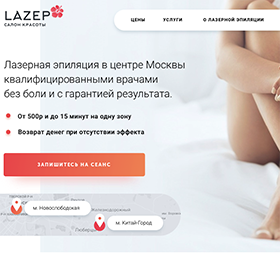 LAZEP
САЛОН КРАСОТЫ
ЦЕНЫ УСЛУГИ О ЛАЗЕРНОЙ ЭПИЛЯЦИИ
Лазерная эпиляция в центре Москвы
квалифицированными врачами
без боли и с гарантией результата.
От 500р и до 15 минут на одну зону
Возврат денег при отсутствии эффекта
ЗАПИШИТЕСЬ НА СЕАНС
м. Новослободская
м. Китай-Город